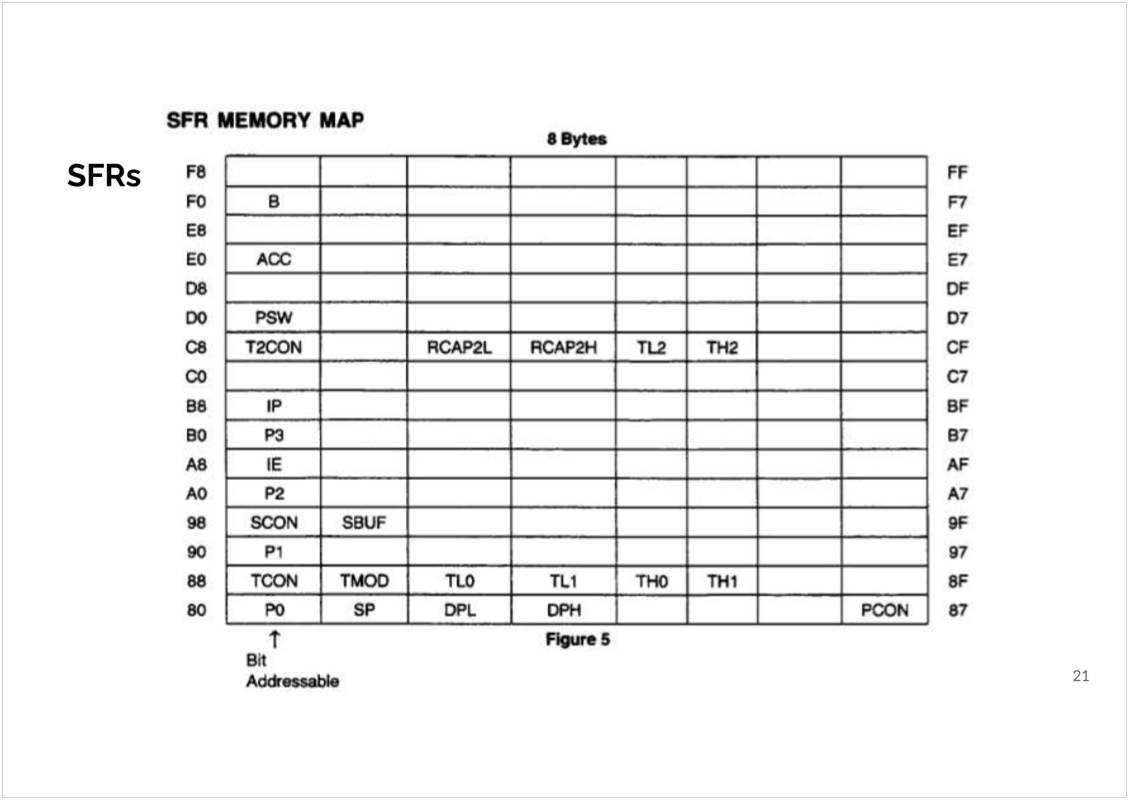 SFR MEMORY MAP
8 Bytes
SFRs
F8 FF
F0 B F7
E8 EF
E0 ACC E7
D8 DF
D0 PSW D7
C8 T2CON RCAP2L RCAP2H TL2 TH2 CF
C0 C7
B8 IP BF
B0 P3 B7
A8 IE AF
A0 P2 A7
98 SCON SBUF 9F
90 P1 97
88 TCON TMOD TL0 TL1 TH0 TH1 8F
80 P0 SP DPL DPH PCON 87
↑ Figure 5
Bit
Addressable
21